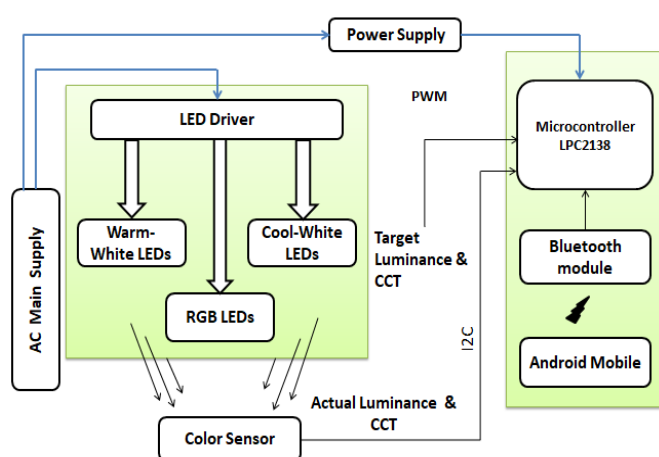 Power Supply
PWM
LED Driver
Microcontroller
LPC2138
AC Main Supply
Warm-
White LEDs
Cool-White
LEDs
Target
Luminance &
CCT
Bluetooth
module
RGB LEDs
I2C
Android Mobile
Actual Luminance &
CCT
Color Sensor